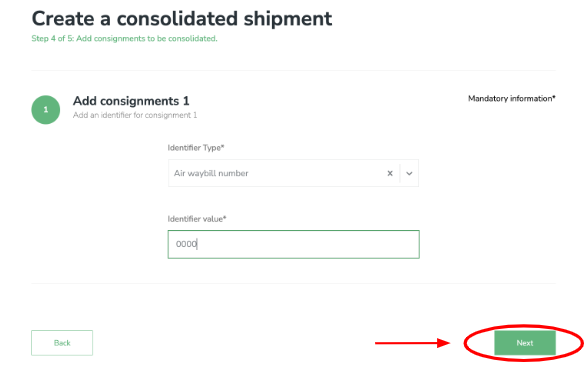 Create a consolidated shipment
Step 4 of 5: Add consignments to be consolidated.
1
Add consignments 1
Mandatory information*
Add an identifier for consignment 1
Identifier Type*
Air waybill number
x
Identifier value*
0000
Back
Next